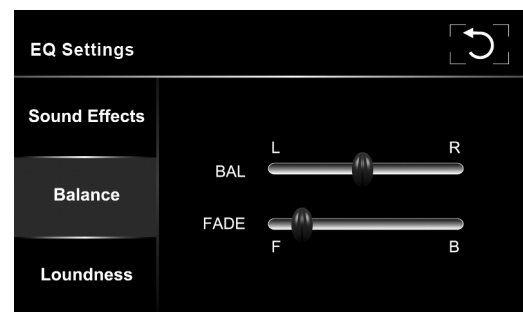 EQ Settings
Sound Effects
Balance
Loundness
L R
BAL
FADE
F B